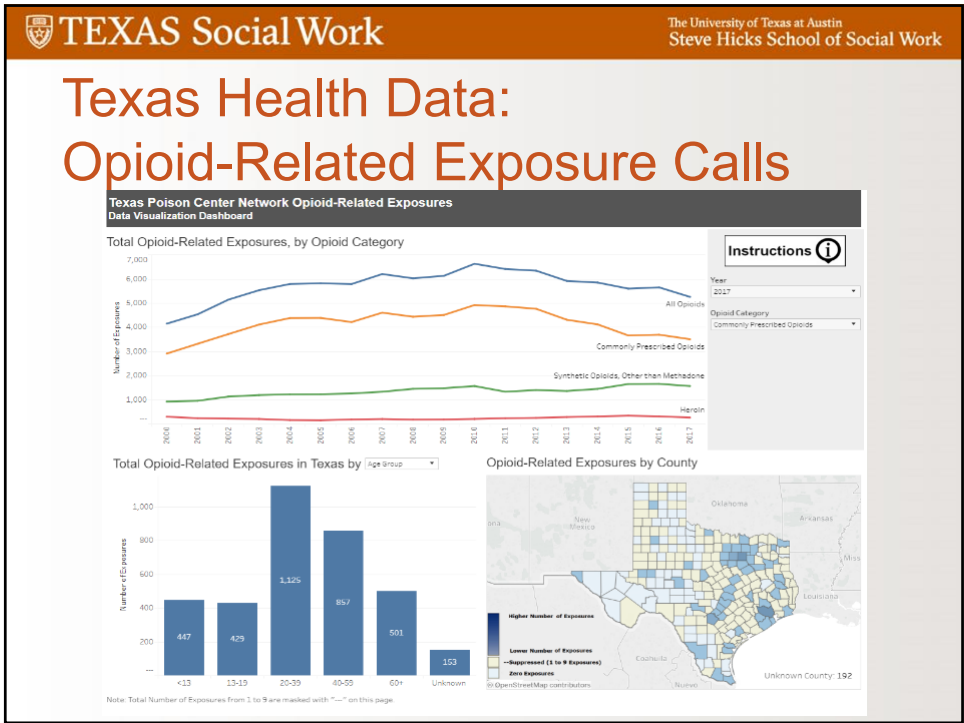 TEXAS Social Work
The University of Texas at Austin
Steve Hicks School of Social Work
Texas Health Data:
Opioid-Related Exposure Calls
Texas Poison Center Network Opioid-Related Exposures
Data Visualization Dashboard
Total Opioid-Related Exposures, by Opioid Category
Instructions
Year
2017
Opioid Category
Commonly Prescribed Opioids
Number of Exposures
7,000
6,000
5,000
4,000
3,000
2,000
1,000
---
All Opioids
Commonly Prescribed Opioids
Synthetic Opioids, Other than Methadone
Heroin
2000
2001
2002
2003
2004
2005
2006
2007
2008
2009
2010
2011
2012
2013
2014
2015
2016
2017
Total Opioid-Related Exposures in Texas by Age Group
Number of Exposures
1,000
800
600
400
200
---
447
429
1,125
857
501
153
<13
13-19
20-39
40-59
60+
Unknown
Note: Total Number of Exposures from 1 to 9 are masked with "---" on this page
Opioid-Related Exposures by County
Oklahoma
Arkansas
New
Mexico
ona
Miss
Louisiana
Coahuila
Nuevo
Higher Number of Exposures
Lower Number of Exposures
--Suppressed (1 to 9 Exposures)
Zero Exposures
© OpenStreetMap contributors
Unknown County: 192